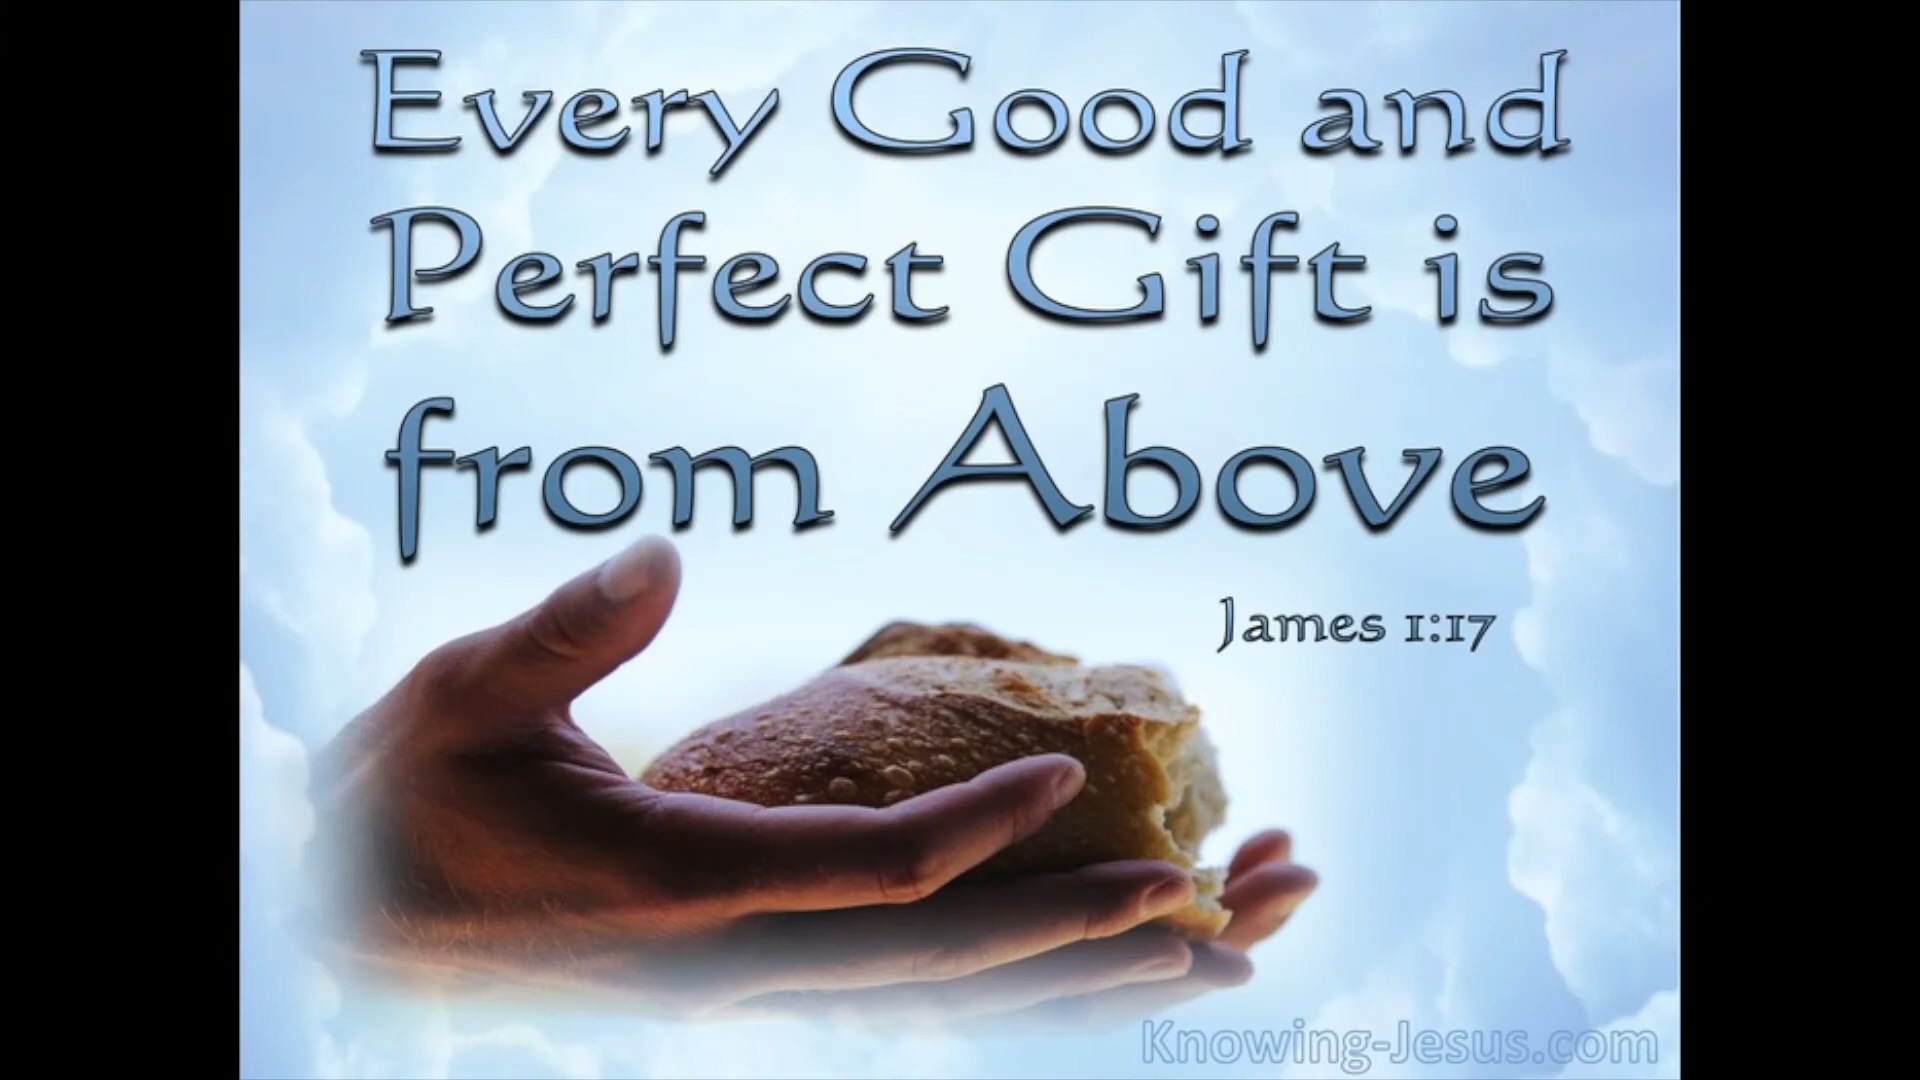 Every Good and
Perfect Gift is
from Above
James 1:17
Knowing-Jesus.com